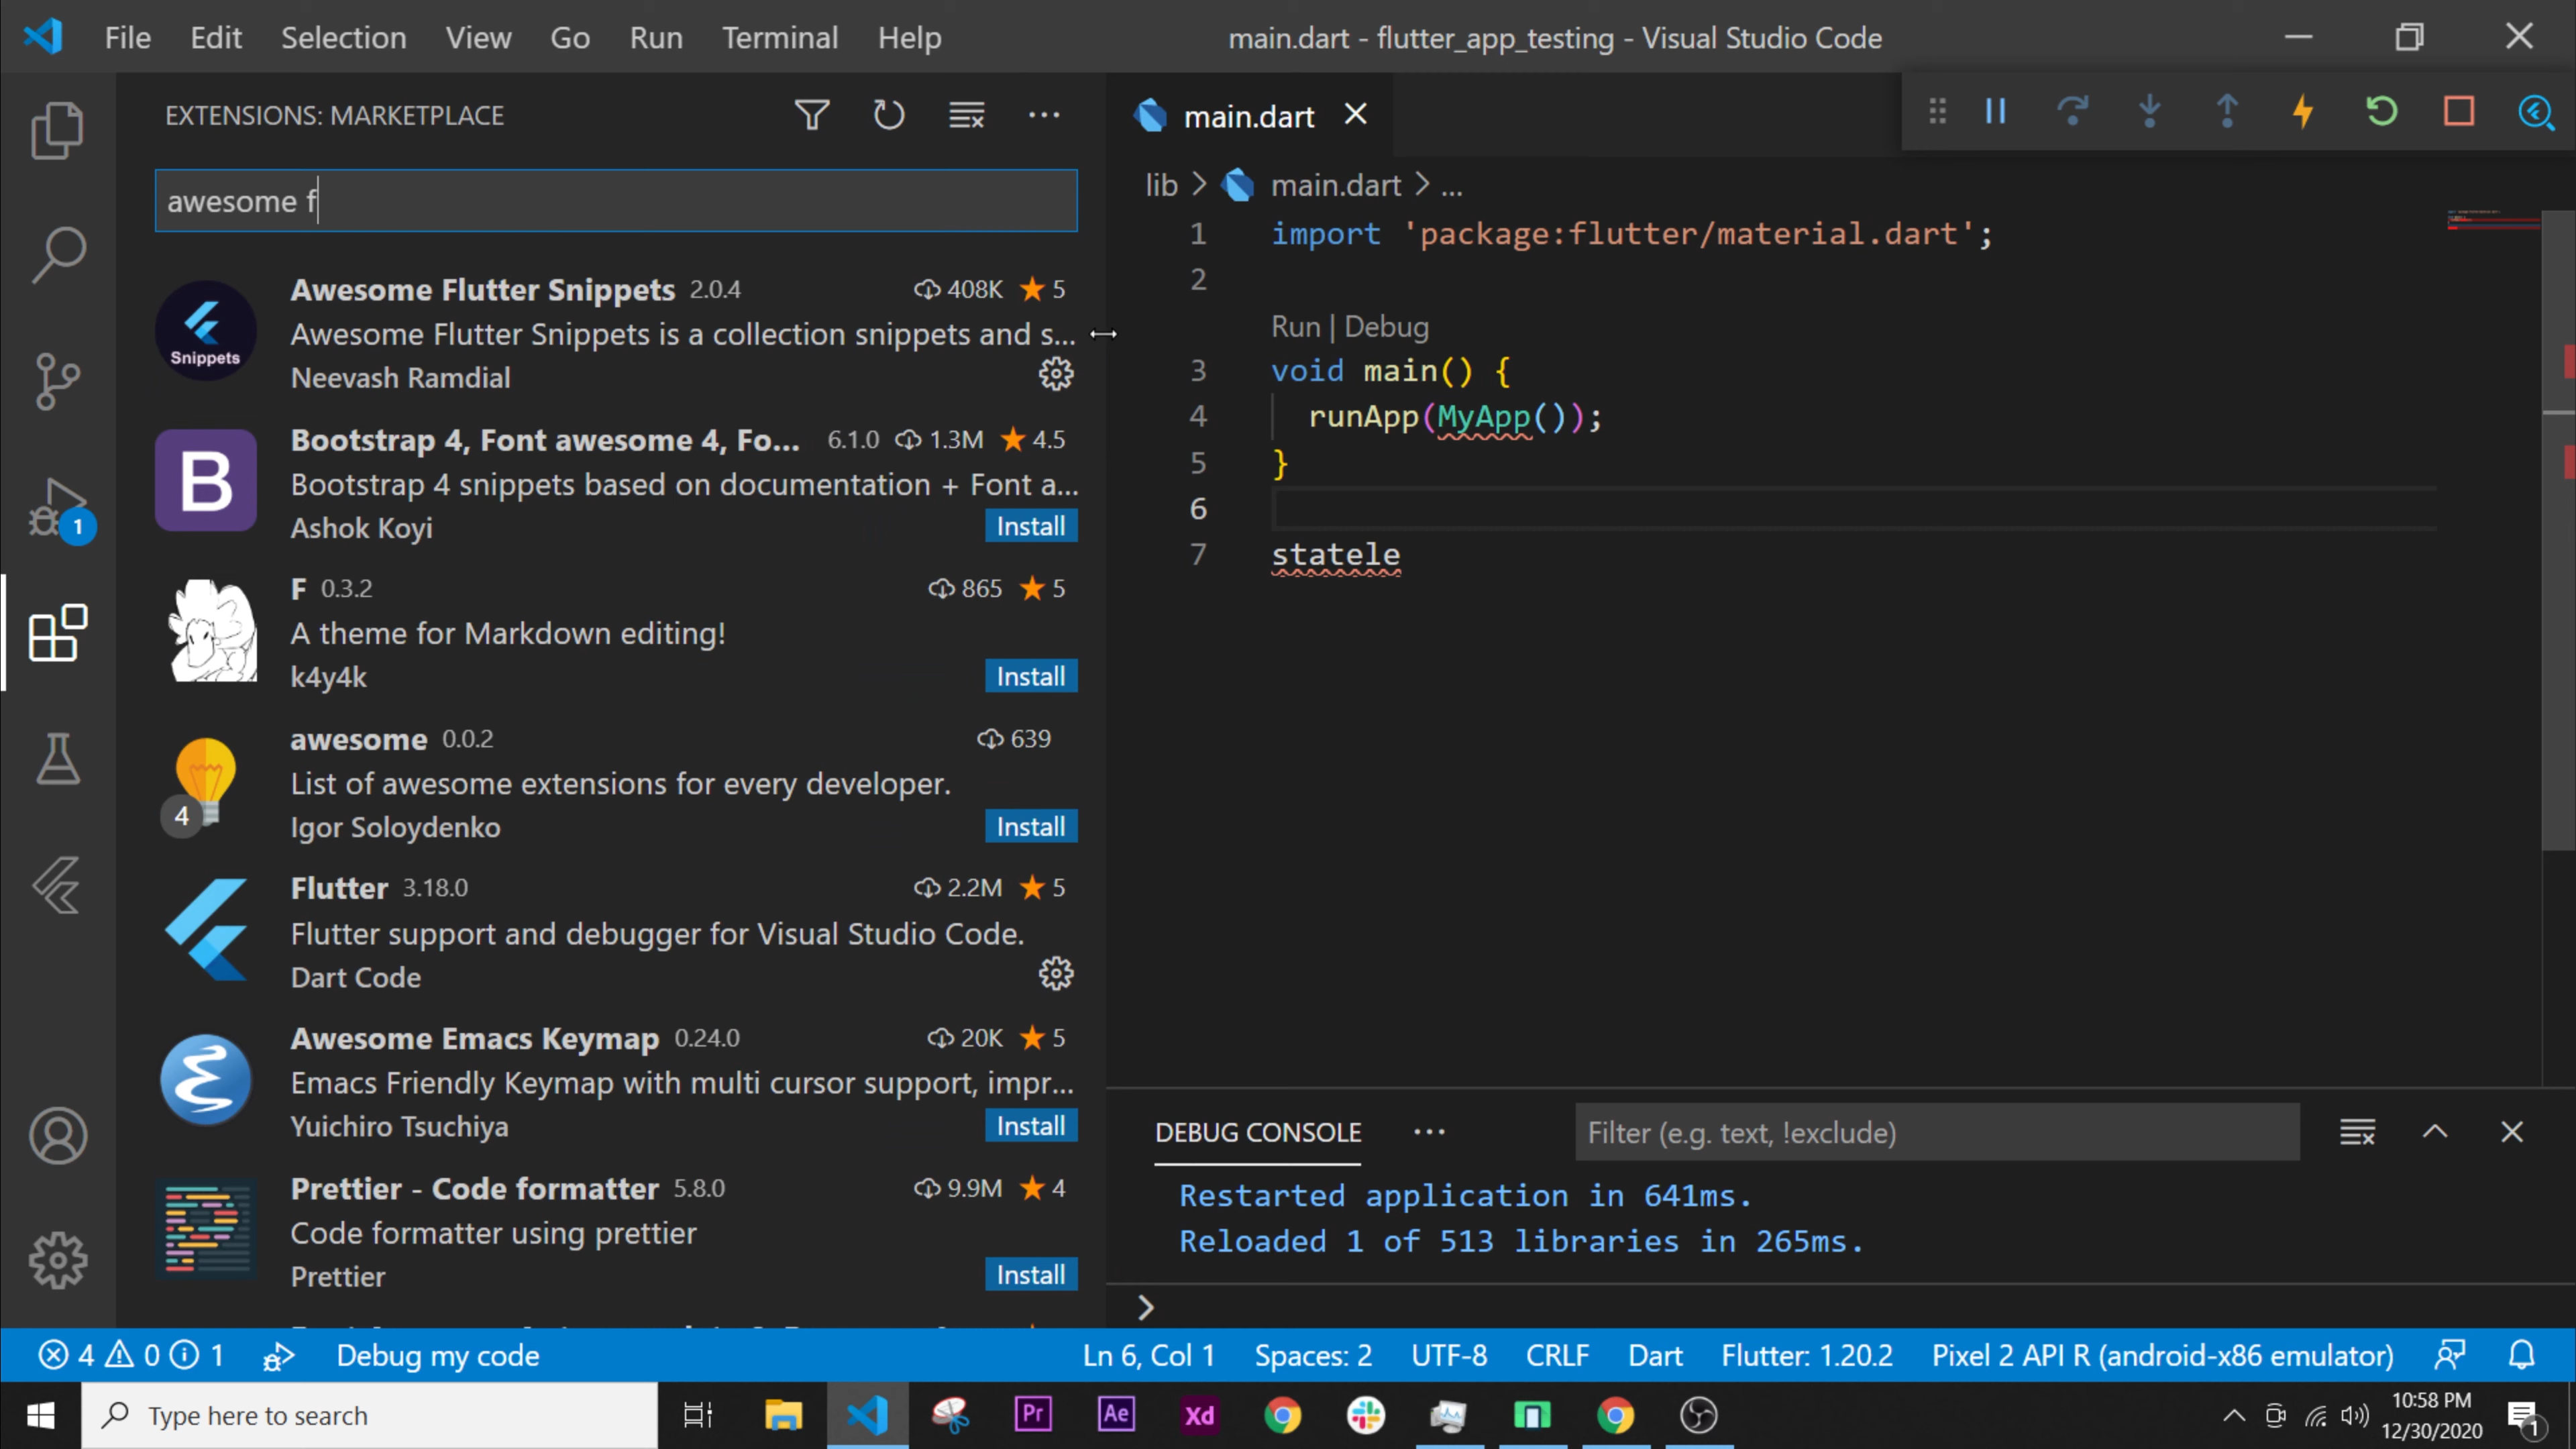 File Edit Selection View Go Run Terminal Help
main.dart - flutter_app_testing - Visual Studio Code
EXTENSIONS: MARKETPLACE
awesome f
Awesome Flutter Snippets 2.0.4 408K 5
Awesome Flutter Snippets is a collection snippets and s...
Snippets
Neevash Ramdial
Bootstrap 4, Font awesome 4, Fo... 6.1.0 1.3M 4.5
B
Bootstrap 4 snippets based on documentation + Font a...
Ashok Koyi Install
F 0.3.2 865 5
A theme for Markdown editing!
k4y4k Install
awesome 0.0.2 639
List of awesome extensions for every developer.
4
Igor Soloydenko Install
Flutter 3.18.0 2.2M 5
Flutter support and debugger for Visual Studio Code.
Dart Code
Awesome Emacs Keymap 0.24.0 20K 5
Emacs Friendly Keymap with multi cursor support, impr...
Yuichiro Tsuchiya Install
Prettier - Code formatter 5.8.0 9.9M 4
Code formatter using prettier
Prettier Install
1
main.dart
lib > main.dart > ...
1 import 'package:flutter/material.dart';
2
Run | Debug
3 void main() {
4 runApp(MyApp());
5 }
6
7 statele
DEBUG CONSOLE ... Filter (e.g. text, !exclude)
Restarted application in 641ms.
Reloaded 1 of 513 libraries in 265ms.
4 0 1 Debug my code Ln 6, Col 1 Spaces: 2 UTF-8 CRLF Dart Flutter: 1.20.2 Pixel 2 API R (android-x86 emulator)
Type here to search
Pr Ae Xd
10:58 PM
12/30/2020
1